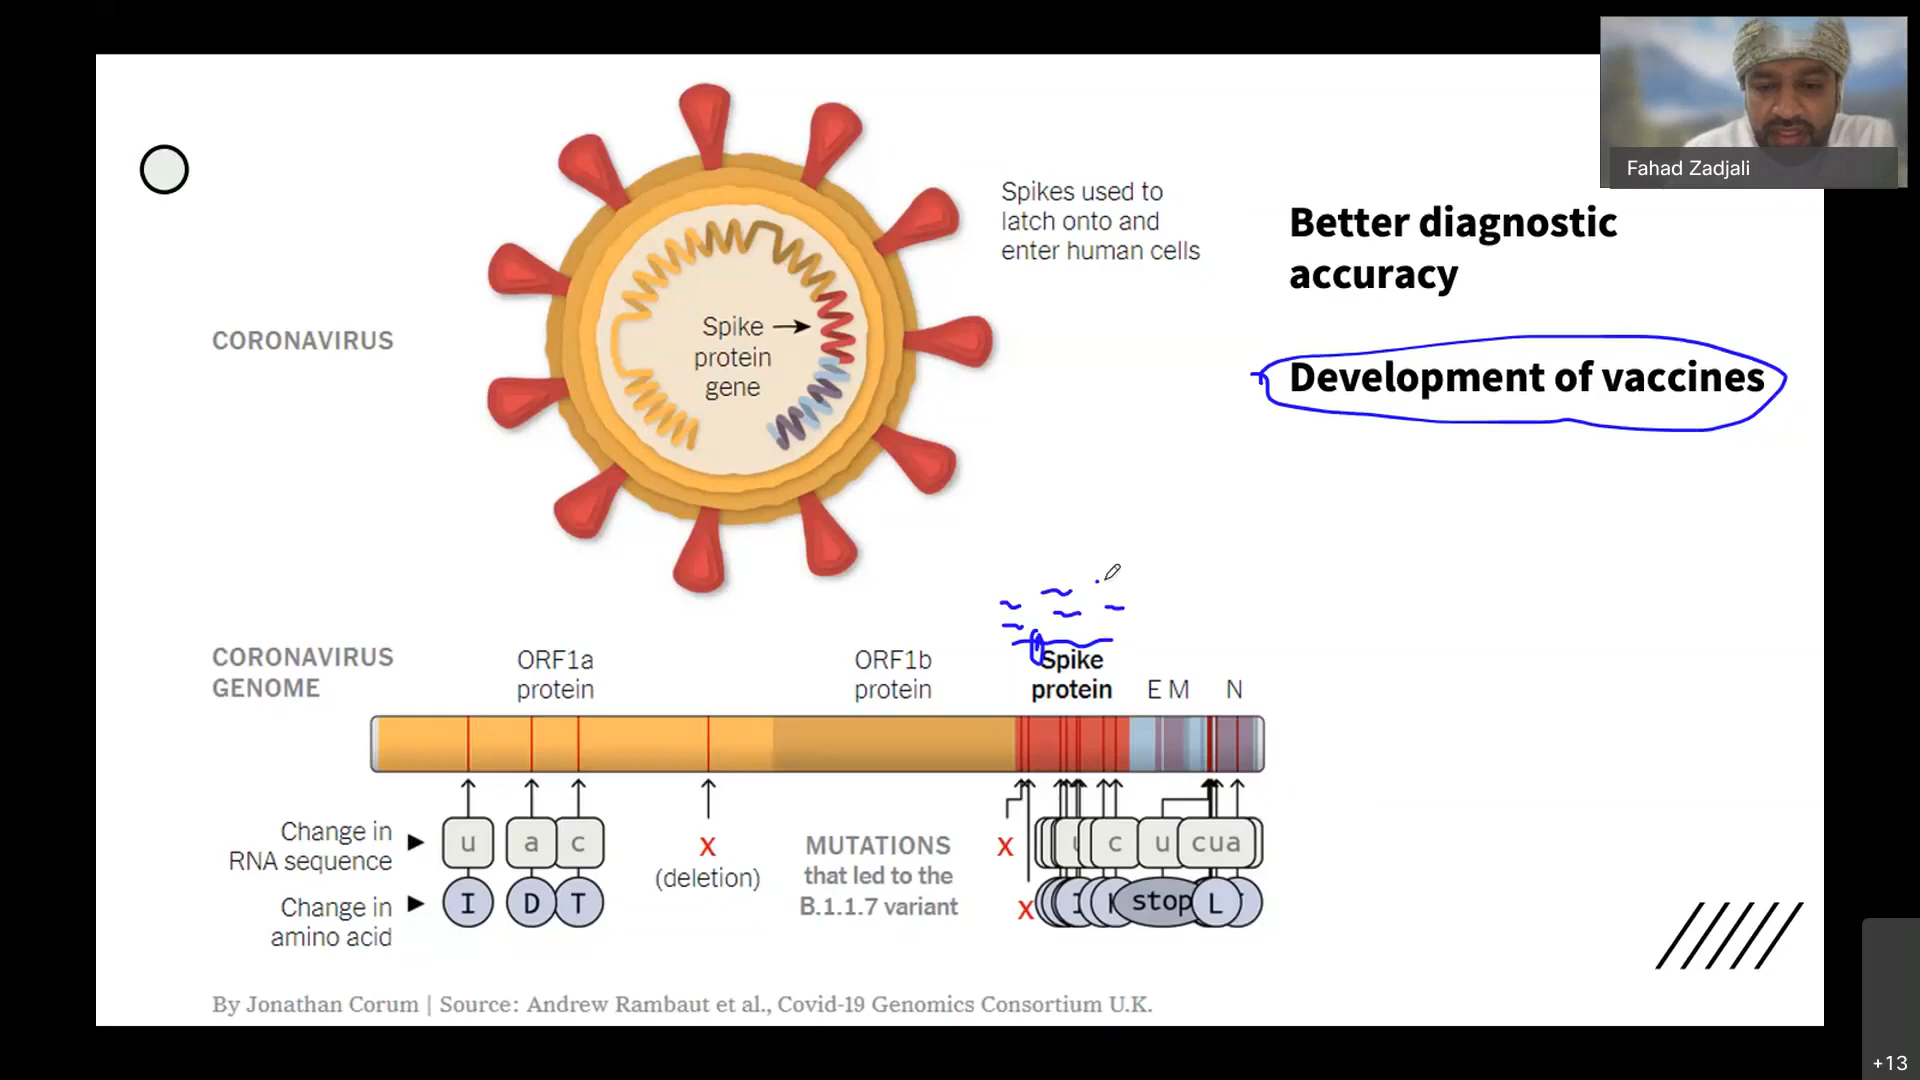 Fahad Zadjali
Spikes used to
latch onto and
enter human cells
Better diagnostic
accuracy
CORONAVIRUS
Spike
protein
gene
Development of vaccines
CORONAVIRUS
GENOME
ORF1a
protein
ORF1b
protein
Spike
protein
E M
N
Change in
RNA sequence
u
a
c
x
(deletion)
MUTATIONS
that led to the
B.1.1.7 variant
x
c
u
cua
Change in
amino acid
I
D
T
x
stop
L
By Jonathan Corum | Source: Andrew Rambaut et al., Covid-19 Genomics Consortium U.K.
+13